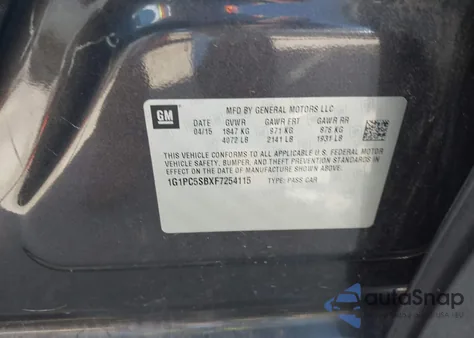 GM
MFD BY GENERAL MOTORS LLC
DATE GVWR GAWR FRT GAWR RR
04/15 1847 KG 971 KG 876 KG
4072 LB 2141 LB 1931 LB
THIS VEHICLE CONFORMS TO ALL APPLICABLE U.S. FEDERAL MOTOR
VEHICLE SAFETY, BUMPER, AND THEFT PREVENTION STANDARDS
IN EFFECT ON THE DATE OF MANUFACTURE SHOWN ABOVE.
1G1PC5SBXF7254115 TYPE: PASS CAR
autoSnap